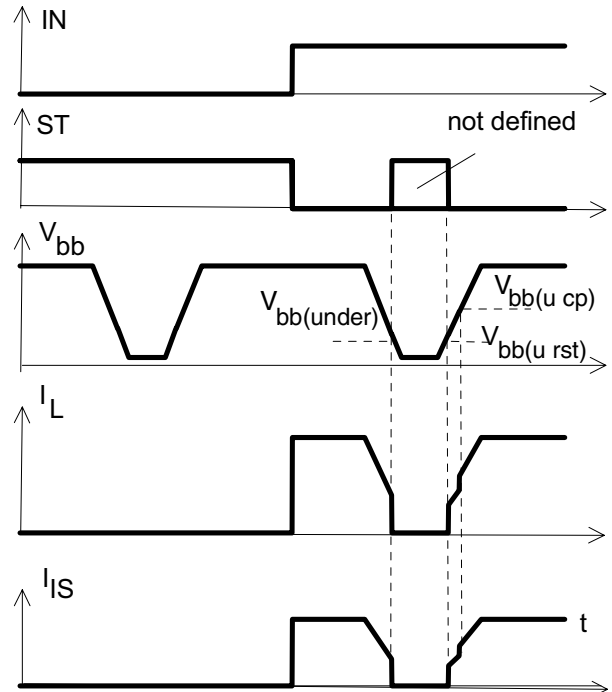 IN
ST
not defined
Vbb
Vbb(under)
Vbb(u cp)
Vbb(u rst)
IL
IIS
t